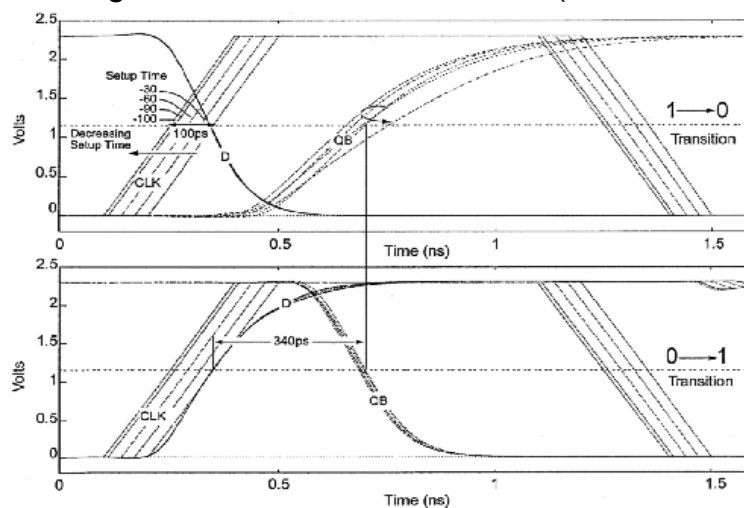 2.5
2
1.5
1
0.5
0
Volts
Setup Time
-30
-60
-90
-100
100ps
Decreasing
Setup Time
CLK
D
QB
1→0
Transition
0
0.5
1
1.5
Time (ns)
2.5
2
1.5
1
0.5
0
Volts
D
340ps
CLK
QB
0→1
Transition
0
0.5
1
1.5
Time (ns)